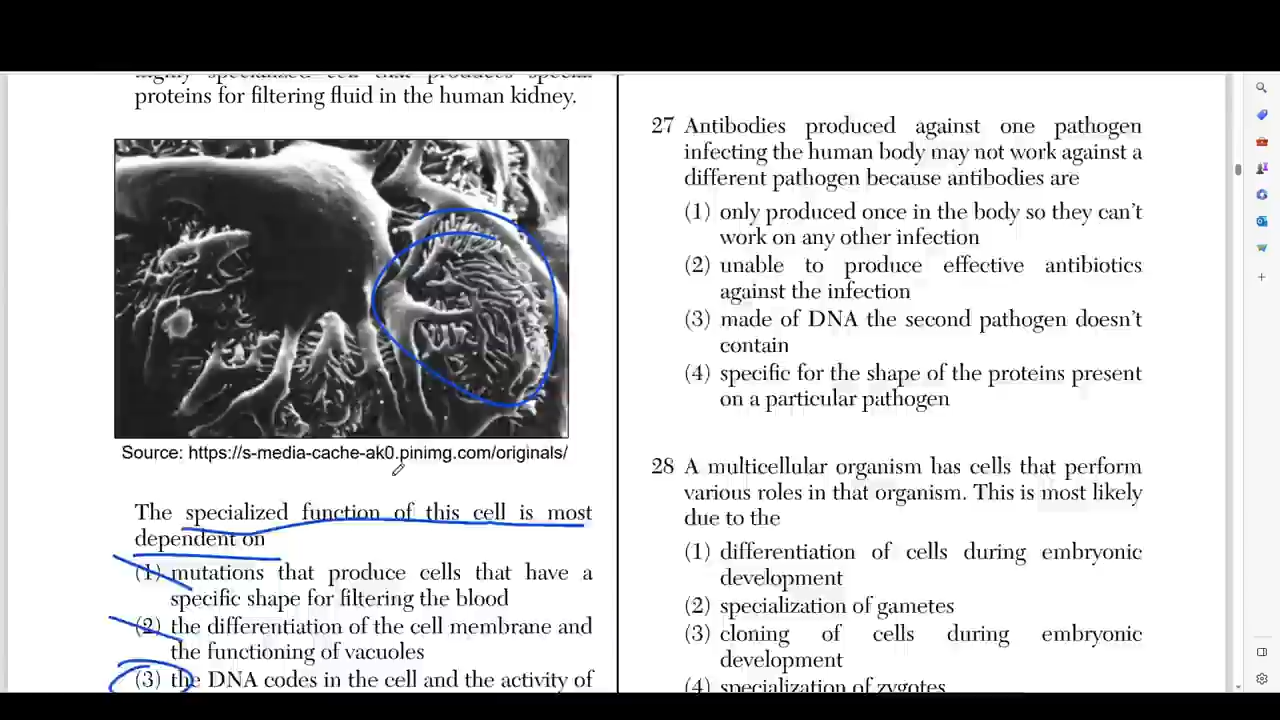 highly specialized cell that produces special
proteins for filtering fluid in the human kidney.
Source: https://s-media-cache-ak0.pinimg.com/originals/
The specialized function of this cell is most
dependent on
(1) mutations that produce cells that have a
specific shape for filtering the blood
(2) the differentiation of the cell membrane and
the functioning of vacuoles
(3) the DNA codes in the cell and the activity of
27 Antibodies produced against one pathogen
infecting the human body may not work against a
different pathogen because antibodies are
(1) only produced once in the body so they can't
work on any other infection
(2) unable to produce effective antibiotics
against the infection
(3) made of DNA the second pathogen doesn't
contain
(4) specific for the shape of the proteins present
on a particular pathogen
28 A multicellular organism has cells that perform
various roles in that organism. This is most likely
due to the
(1) differentiation of cells during embryonic
development
(2) specialization of gametes
(3) cloning of cells during embryonic
development
(4) specialization of zygotes